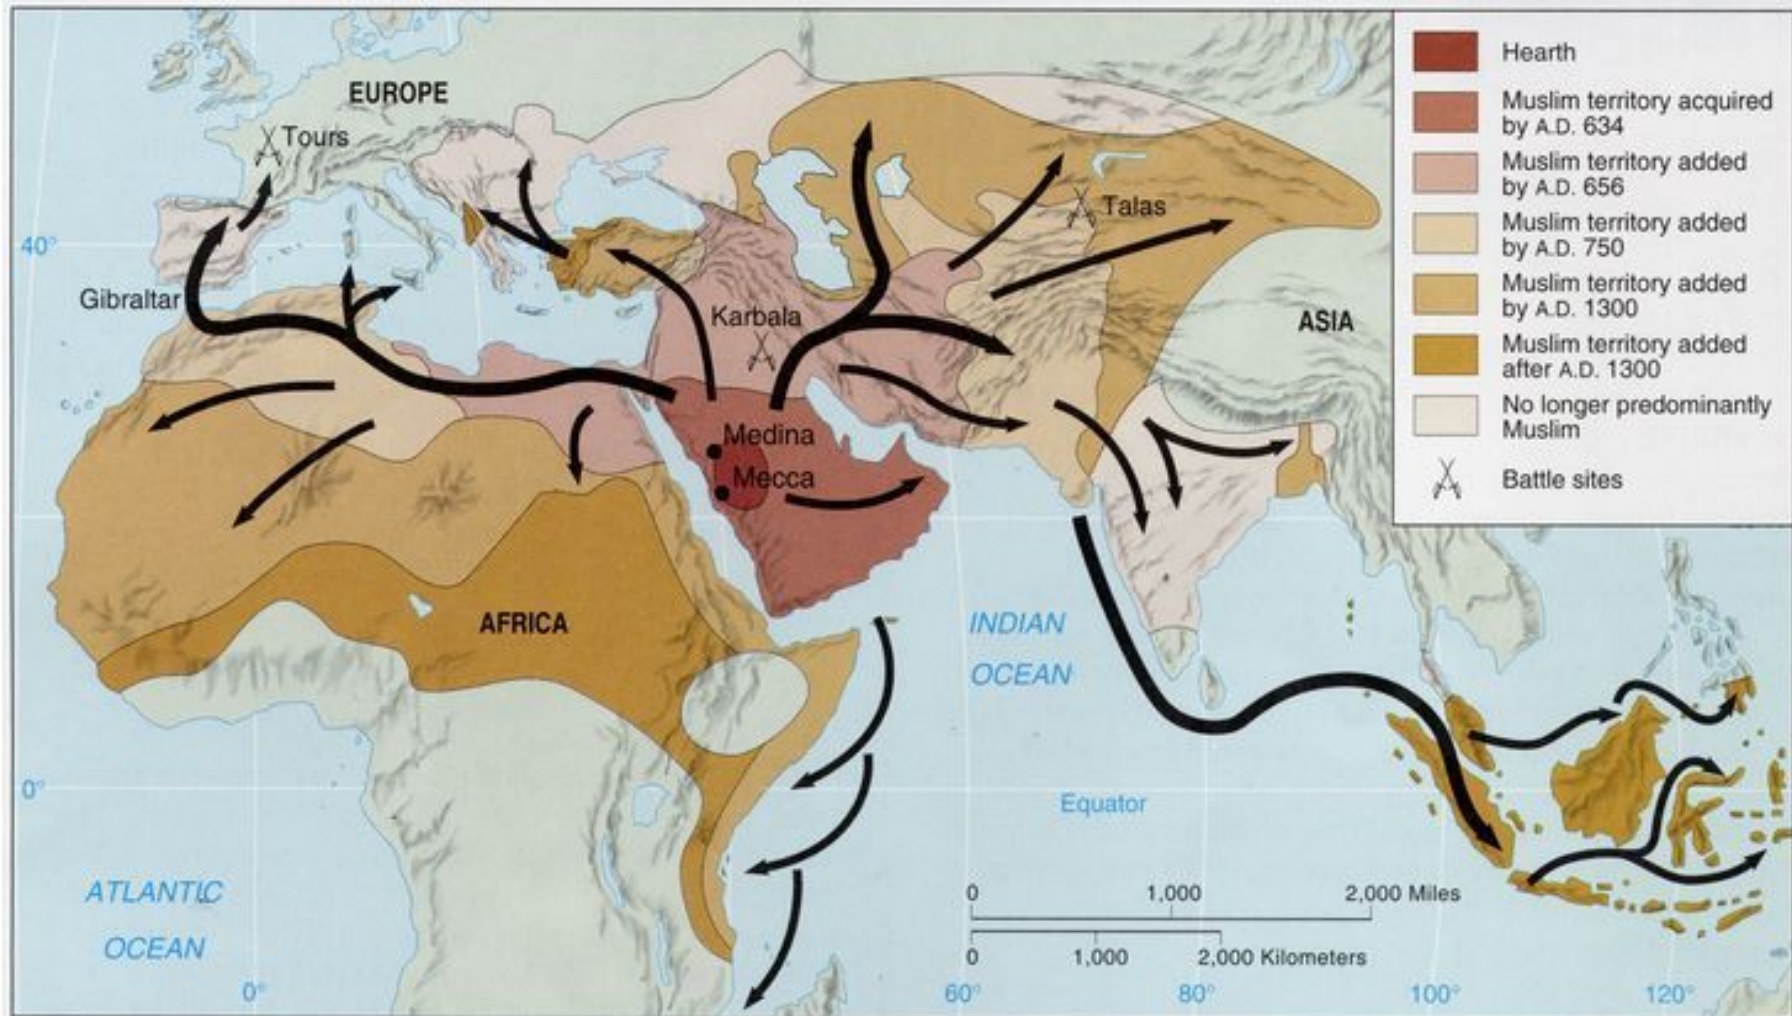 Hearth
Muslim territory acquired
by A.D. 634
Muslim territory added
by A.D. 656
Muslim territory added
by A.D. 750
Muslim territory added
by A.D. 1300
Muslim territory added
after A.D. 1300
No longer predominantly
Muslim
Battle sites
EUROPE
Tours
Talas
40°
Gibraltar
Karbala
ASIA
Medina
Mecca
AFRICA
INDIAN
OCEAN
0°
Equator
ATLANTIC
OCEAN
0 1,000 2,000 Miles
0 1,000 2,000 Kilometers
0° 60° 80° 100° 120°